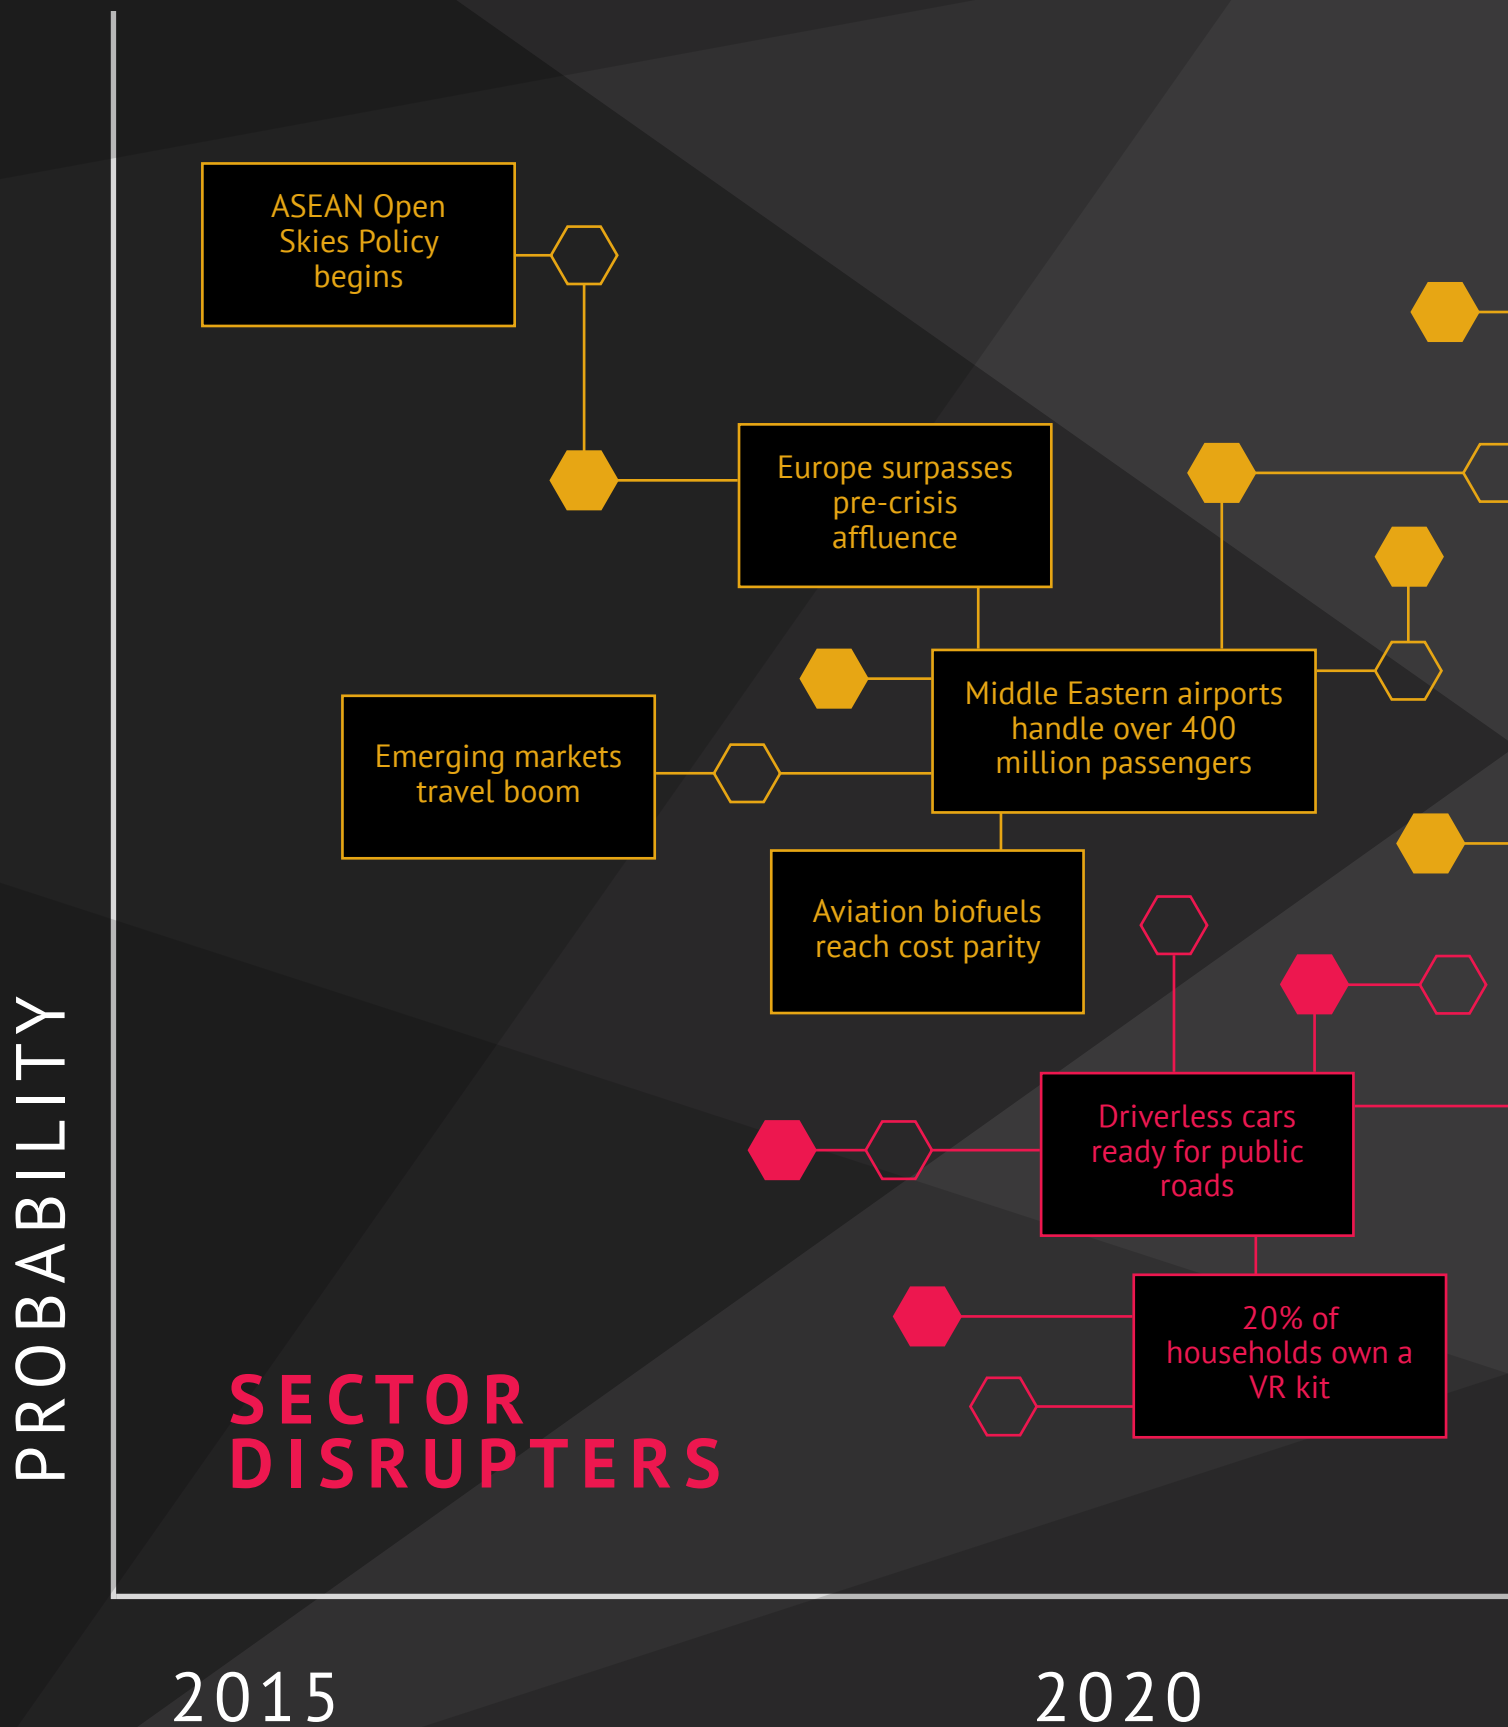 ASEAN Open
Skies Policy
begins
Europe surpasses
pre-crisis
affluence
Middle Eastern airports
handle over 400
million passengers
Emerging markets
travel boom
Aviation biofuels
reach cost parity
Driverless cars
ready for public
roads
20% of
households own a
VR kit
SECTOR
DISRUPTERS
PROBABILITY
2015
2020